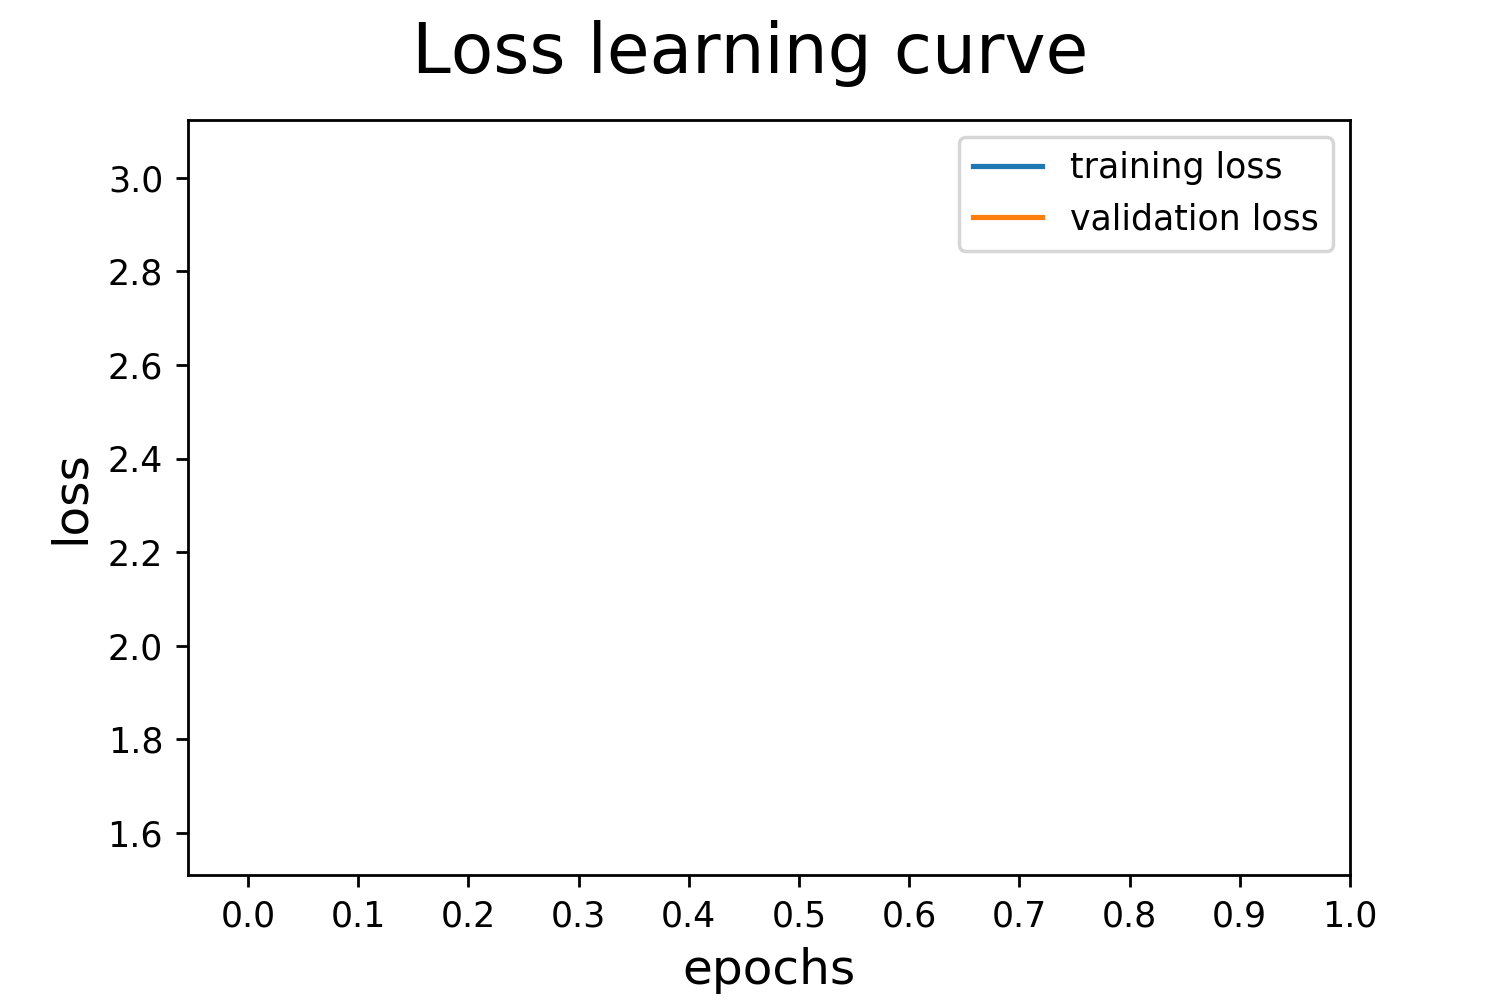 Loss learning curve
training loss
validation loss
3.0
2.8
2.6
2.4
2.2
2.0
1.8
1.6
loss
0.0 0.1 0.2 0.3 0.4 0.5 0.6 0.7 0.8 0.9 1.0
epochs